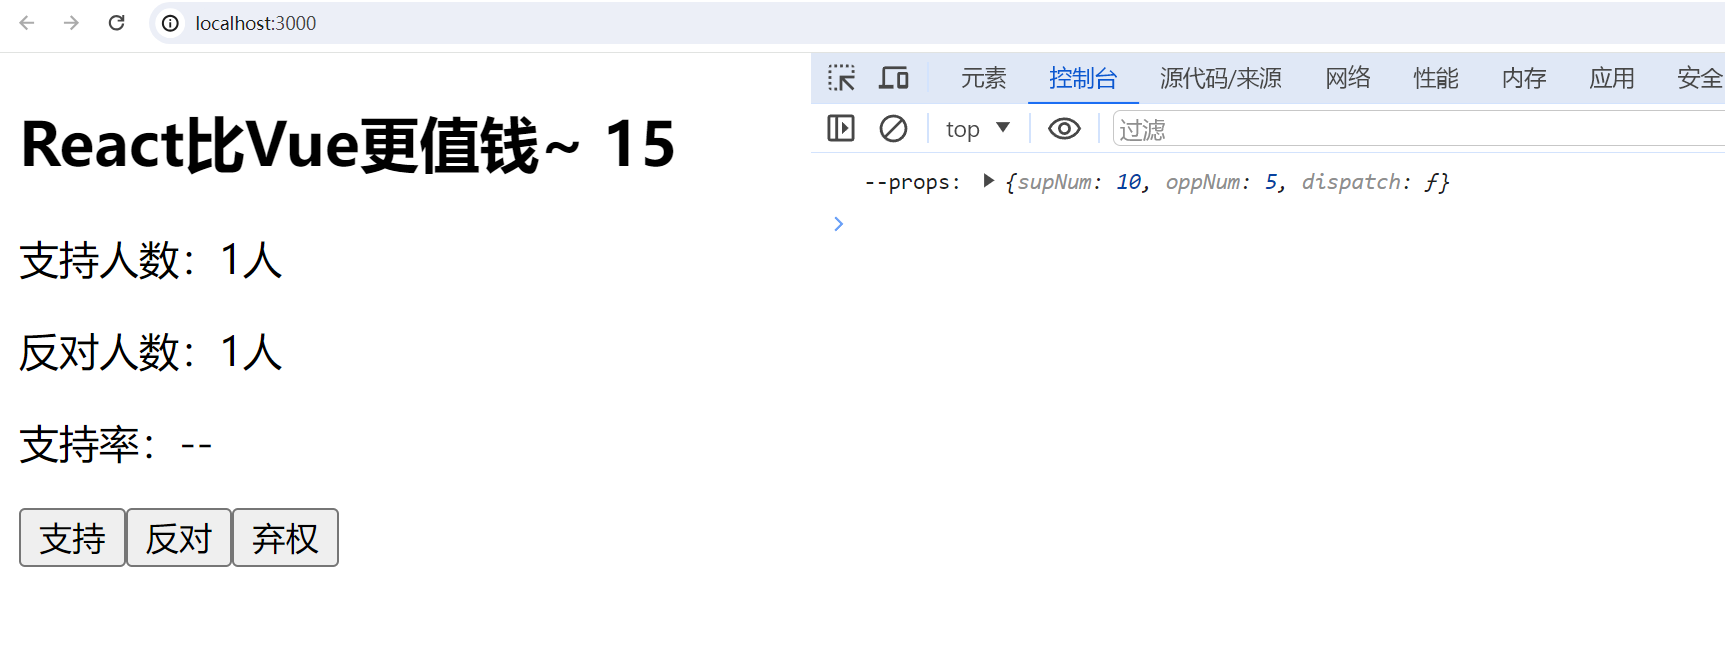 localhost:3000
React比Vue更值钱~ 15
支持人数：1人
反对人数：1人
支持率：--
支持 反对 弃权
元素 控制台 源代码/来源 网络 性能 内存 应用 安全
top 过滤
--props: {supNum: 10, oppNum: 5, dispatch: ƒ}